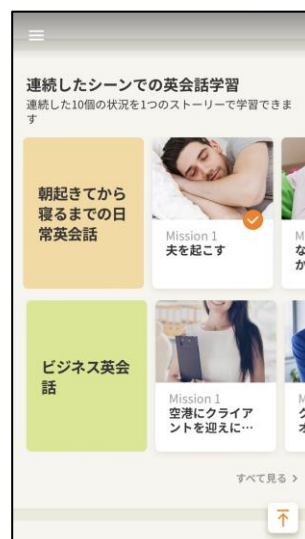 連続したシーンでの英会話学習
連続した10個の状況を1つのストーリーで学習できま
す
朝起きてから
寝るまでの日
常英会話
Mission 1
夫を起こす
ビジネス英会
話
Mission 1
空港にクライア
ントを迎えに…
すべて見る >